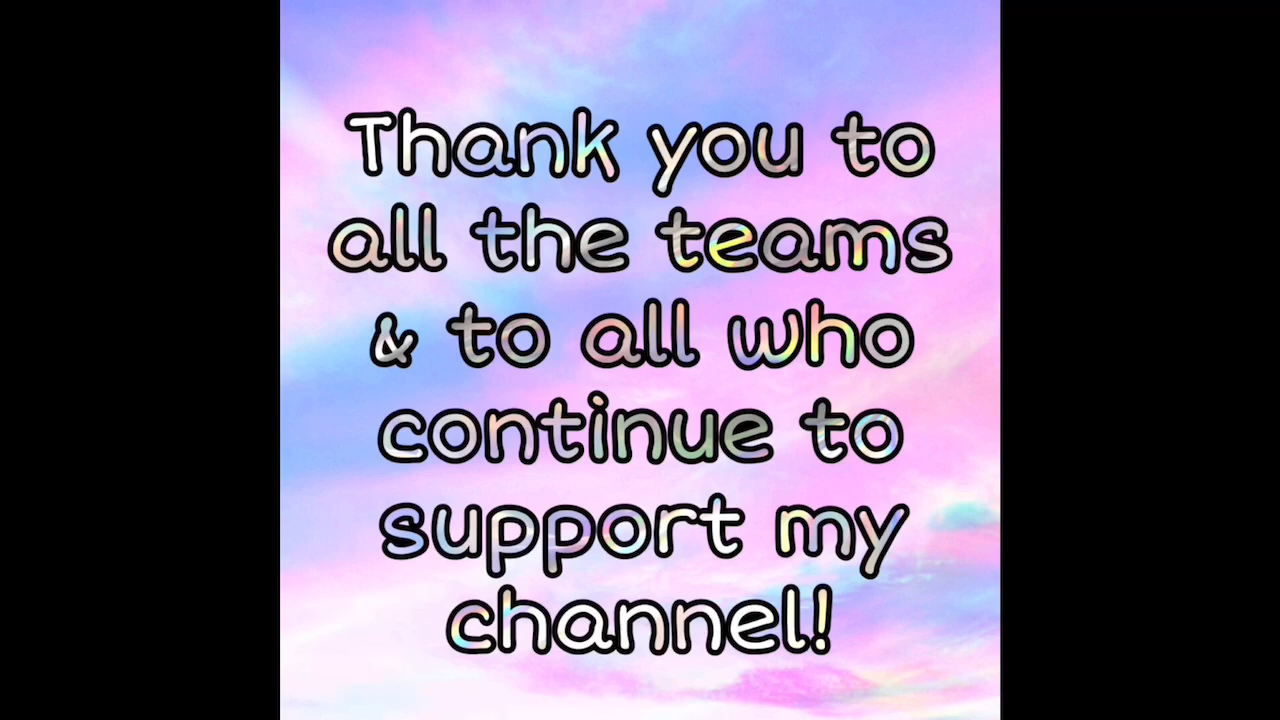 Thank you to
all the teams
& to all who
continue to
support my
channel!